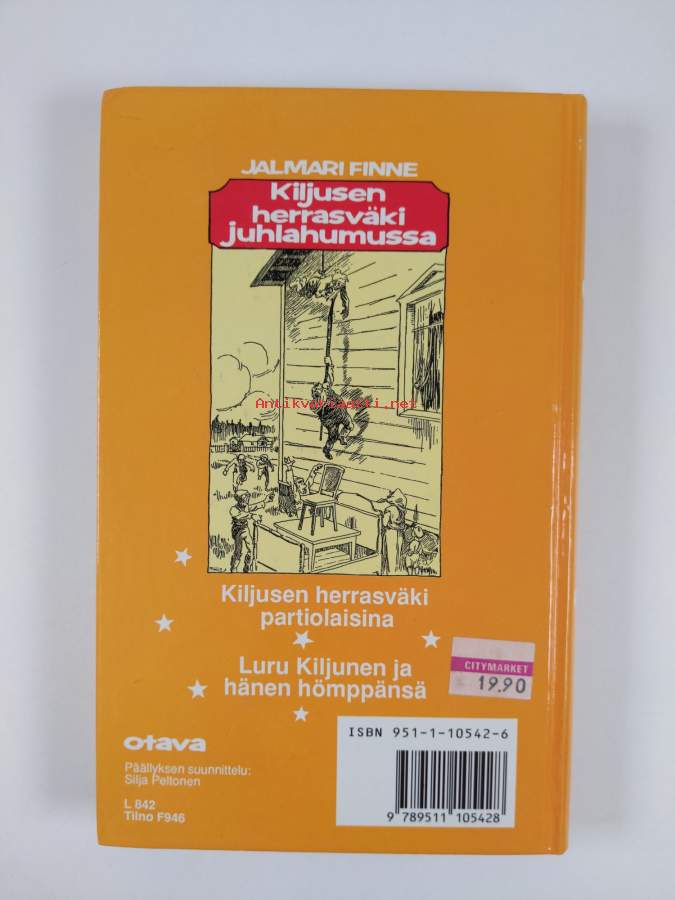 JALMARI FINNE
Kiljusen
herrasväki
juhlahumussa
Antikvariaatti.net
Kiljusen herrasväki
partiolaisina
Luru Kiljunen ja
hänen hömppänsä
CITYMARKET
19.90
otava
Päällyksen suunnittelu:
Silja Peltonen
L 842
Tilno F946
ISBN 951-1-10542-6
9 789511 105428